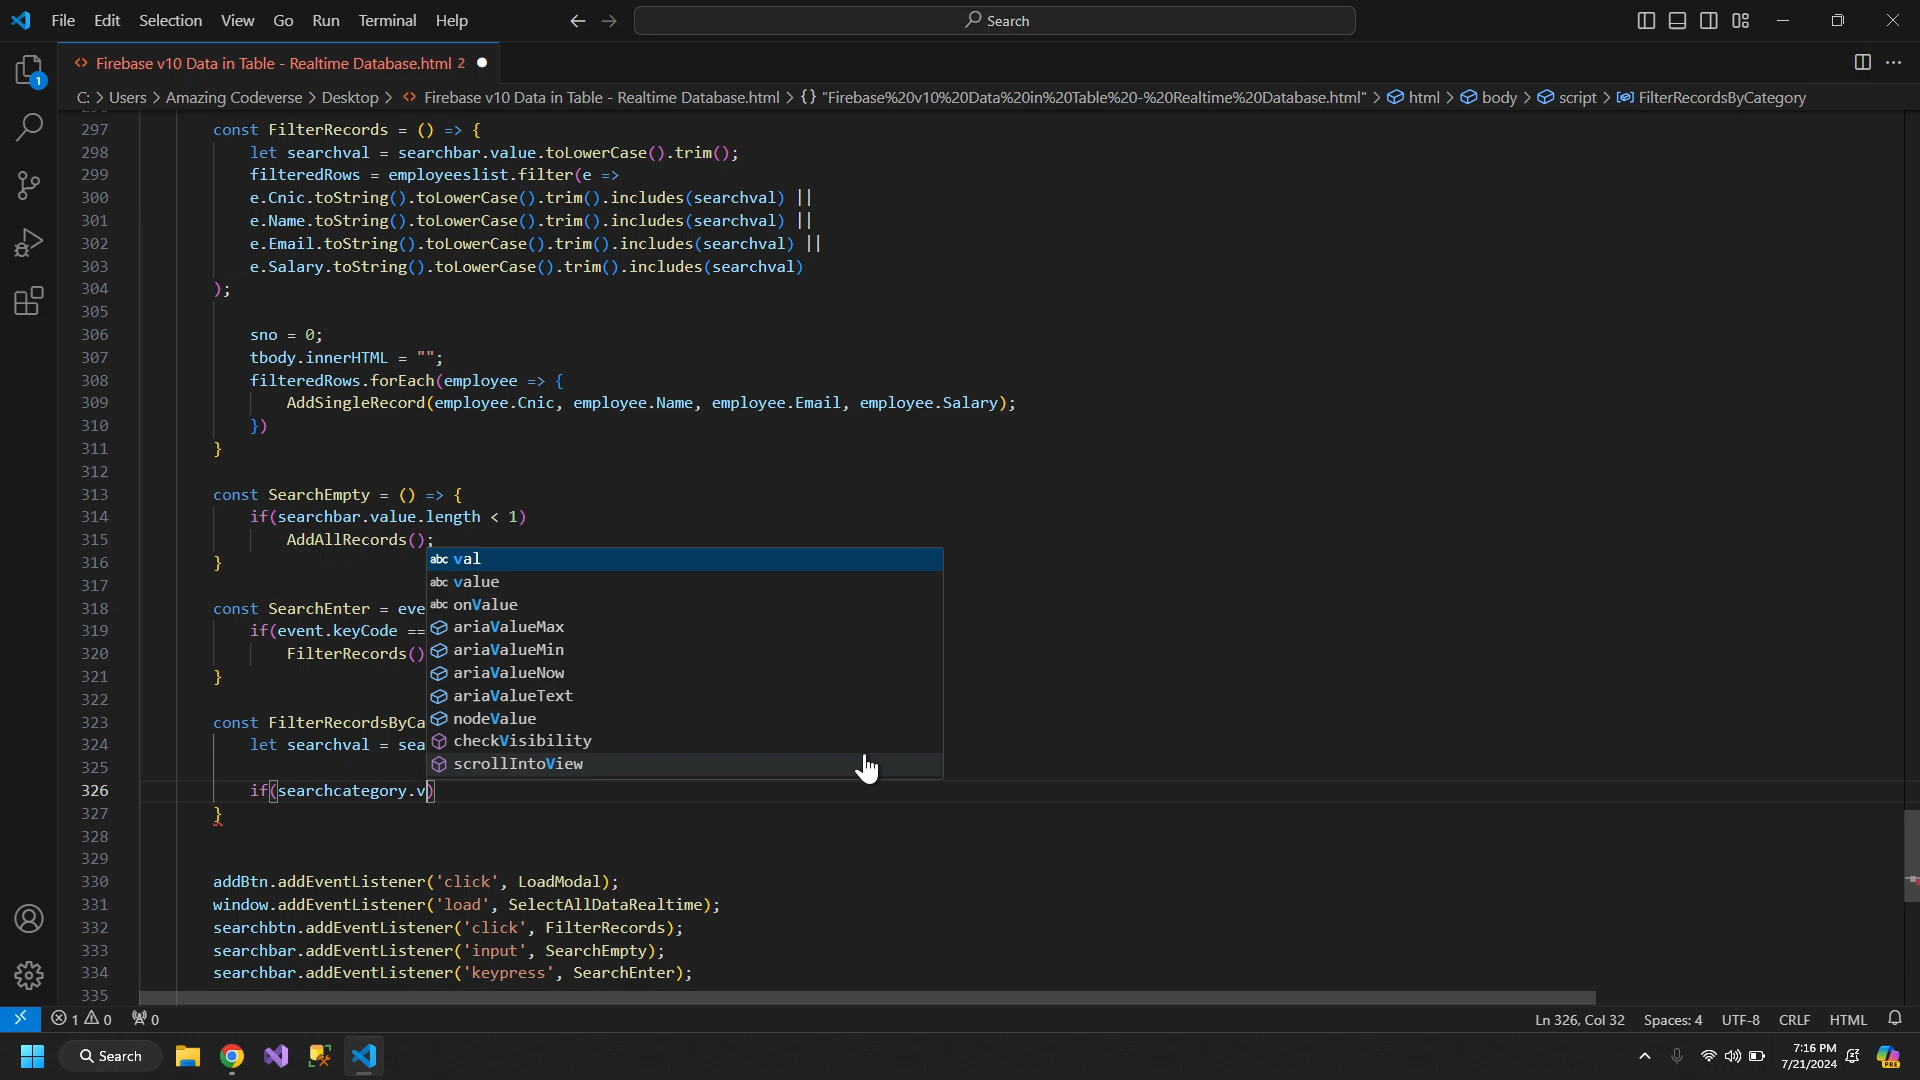 File Edit Selection View Go Run Terminal Help
Search
Firebase v10 Data in Table - Realtime Database.html 2
C: > Users > Amazing Codeverse > Desktop > Firebase v10 Data in Table - Realtime Database.html > {} "Firebase%20v10%20Data%20in%20Table%20-%20Realtime%20Database.html" > html > body > script > FilterRecordsByCategory
1
297 const FilterRecords = () => {
298 let searchval = searchbar.value.toLowerCase().trim();
299 filteredRows = employeeslist.filter(e =>
300 e.Cnic.toString().toLowerCase().trim().includes(searchval) ||
301 e.Name.toString().toLowerCase().trim().includes(searchval) ||
302 e.Email.toString().toLowerCase().trim().includes(searchval) ||
303 e.Salary.toString().toLowerCase().trim().includes(searchval)
304 );
305
306 sno = 0;
307 tbody.innerHTML = "";
308 filteredRows.forEach(employee => {
309 AddSingleRecord(employee.Cnic, employee.Name, employee.Email, employee.Salary);
310 })
311 }
312
313 const SearchEmpty = () => {
314 if(searchbar.value.length < 1)
315 AddAllRecords();
316 }
317
318 const SearchEnter = eve
319 if(event.keyCode ==
320 FilterRecords()
321 }
322
323 const FilterRecordsByCa
324 let searchval = sea
325
326 if(searchcategory.v)
327 }
328
329
330 addBtn.addEventListener('click', LoadModal);
331 window.addEventListener('load', SelectAllDataRealtime);
332 searchbtn.addEventListener('click', FilterRecords);
333 searchbar.addEventListener('input', SearchEmpty);
334 searchbar.addEventListener('keypress', SearchEnter);
335
abc val
abc value
abc onValue
ariaValueMax
ariaValueMin
ariaValueNow
ariaValueText
nodeValue
checkVisibility
scrollIntoView
1 0 0
Ln 326, Col 32 Spaces: 4 UTF-8 CRLF HTML
Search
7:16 PM
7/21/2024
PRE